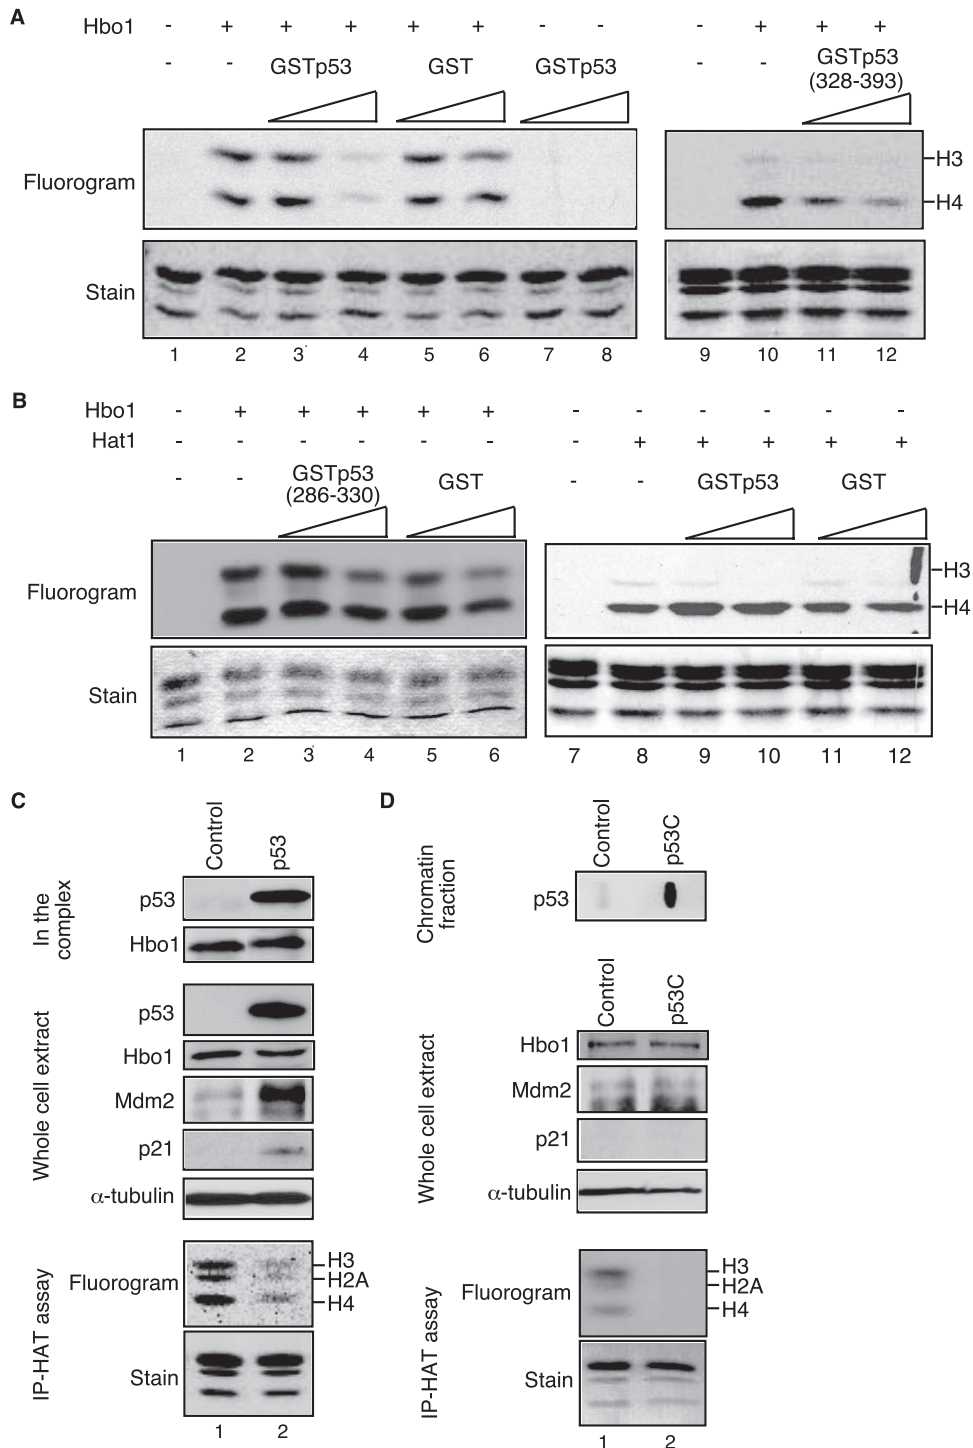 A
Hbo1 - + + + + + - - - + + +
- - GSTp53 GST GSTp53 - - GSTp53
(328-393)
Fluorogram
H3
H4
Stain
1 2 3 4 5 6 7 8 9 10 11 12
B
Hbo1 - + + + + + - - - - - -
Hat1 - - - - - - - + + + + +
- - GSTp53 GST - - GSTp53 GST
(286-330)
Fluorogram
H3
H4
Stain
1 2 3 4 5 6 7 8 9 10 11 12
C
Control p53
In the
complex
p53
Hbo1
Whole cell extract
p53
Hbo1
Mdm2
p21
α-tubulin
IP-HAT assay
Fluorogram
H3
H2A
H4
Stain
1 2
D
Control p53C
Chromatin
fraction
p53
Control p53C
Whole cell extract
Hbo1
Mdm2
p21
α-tubulin
IP-HAT assay
Fluorogram
H3
H2A
H4
Stain
1 2